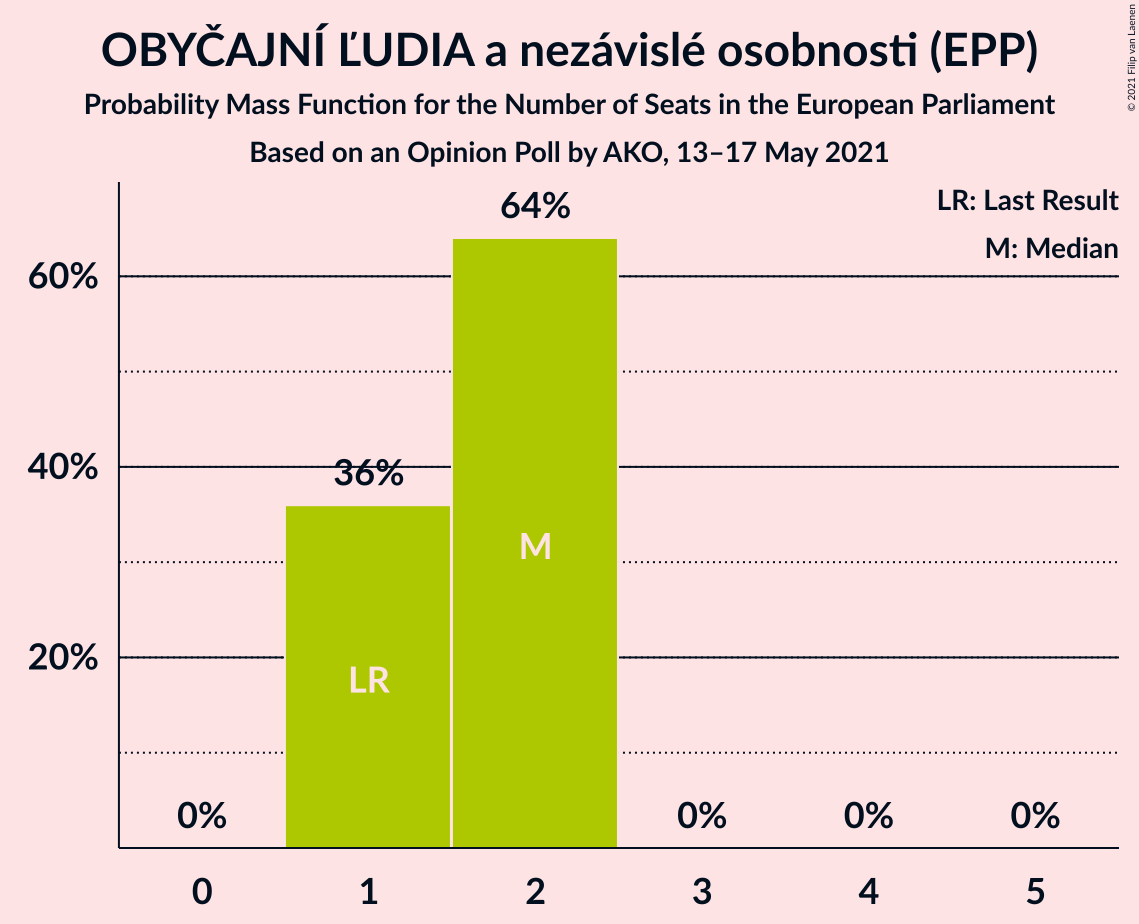 OBYČAJNÍ ĽUDIA a nezávislé osobnosti (EPP)
Probability Mass Function for the Number of Seats in the European Parliament
Based on an Opinion Poll by AKO, 13–17 May 2021
© 2021 Filip van Laenen
LR: Last Result
M: Median
64%
60%
40%
36%
M
20%
LR
0%
0%
0%
0%
0
1
2
3
4
5